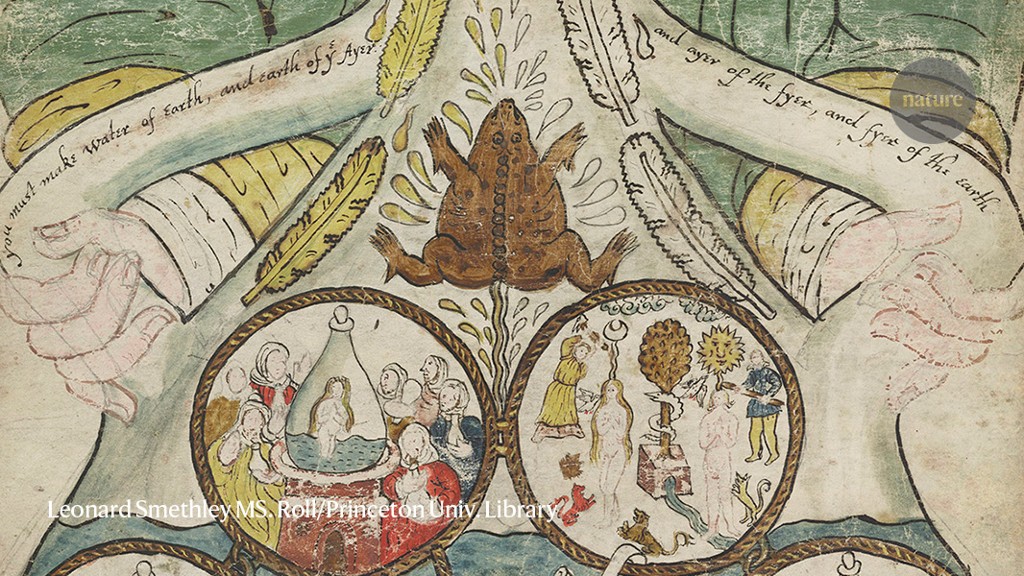 you must make water of Earth, and earth of yͤ Ayer.
and ayer of the fyer, and fyer of the earth
nature
Leonard Smethley MS. Roll/Princeton Univ. Library